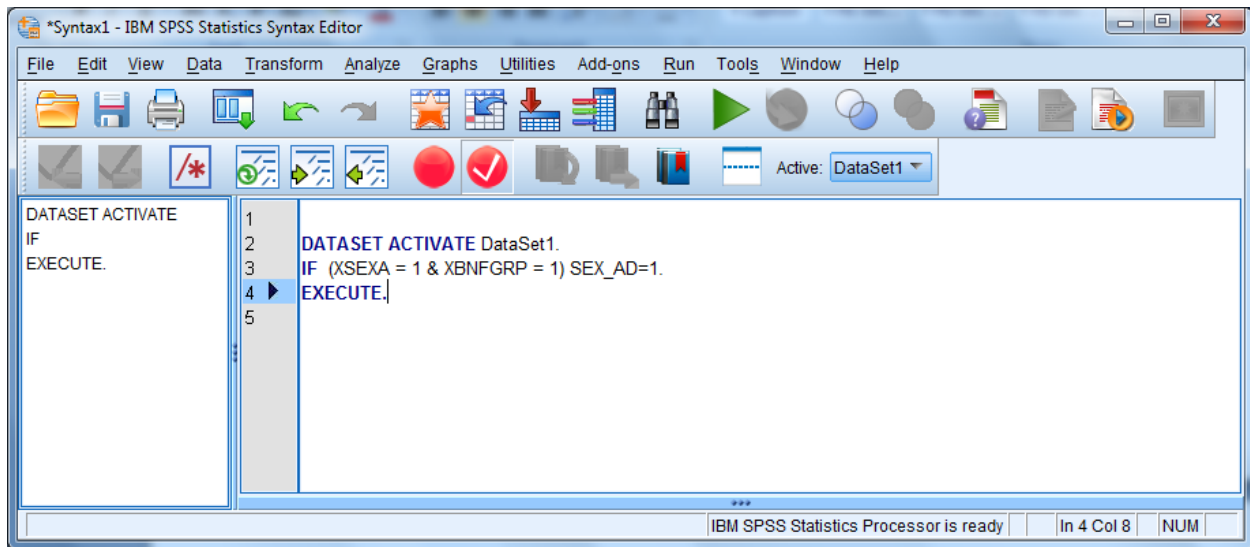 *Syntax1 - IBM SPSS Statistics Syntax Editor
File Edit View Data Transform Analyze Graphs Utilities Add-ons Run Tools Window Help
Active: DataSet1
DATASET ACTIVATE
IF
EXECUTE.
1
2 DATASET ACTIVATE DataSet1.
3 IF (XSEXA = 1 & XBNFGRP = 1) SEX_AD=1.
4 EXECUTE.
5
IBM SPSS Statistics Processor is ready In 4 Col 8 NUM